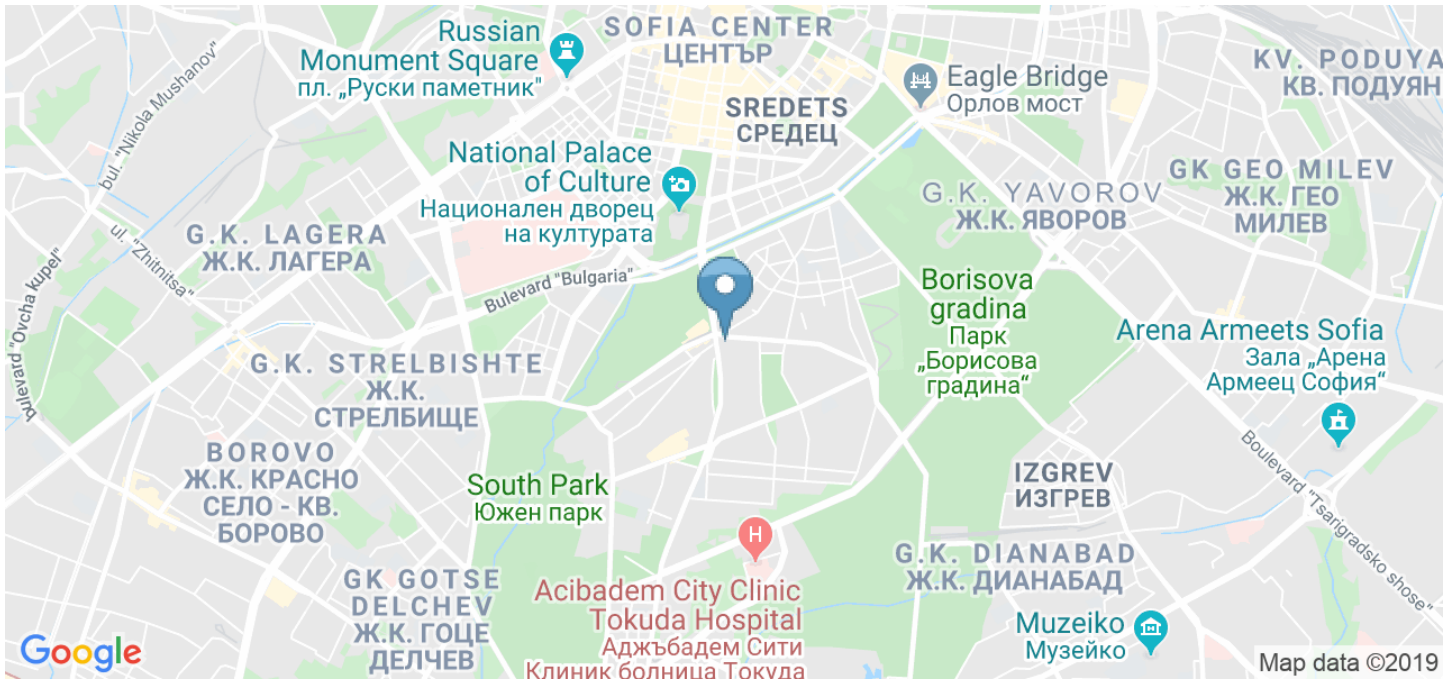 Russian
Monument Square
пл. „Руски паметник"
SOFIA CENTER
ЦЕНТЪР
Eagle Bridge
Орлов мост
KV. PODUYA
КВ. ПОДУЯН
SREDETS
СРЕДЕЦ
bul. "Nikola Mushanov"
National Palace
of Culture
Национален дворец
на културата
G.K. YAVOROV
Ж.К. ЯВОРОВ
GK GEO MILEV
Ж.К. ГЕО
МИЛЕВ
ul. "Zhitnitsa"
G.K. LAGERA
Ж.К. ЛАГЕРА
Bulevard "Bulgaria"
bulevard "Ovcha kupel"
Borisova
gradina
Парк
„Борисова
градина“
Arena Armeets Sofia
Зала „Арена
Армеец София“
G.K. STRELBISHTE
Ж.К.
СТРЕЛБИЩЕ
BOROVO
Ж.К. КРАСНО
СЕЛО - КВ.
БОРОВО
South Park
Южен парк
IZGREV
ИЗГРЕВ
Boulevard "Tsarigradsko shose"
H
G.K. DIANABAD
Ж.К. ДИАНАБАД
GK GOTSE
DELCHEV
Ж.К. ГОЦЕ
ДЕЛЧЕВ
Acibadem City Clinic
Tokuda Hospital
Аджъбадем Сити
Клиник болница Токуда
Muzeiko
Музейко
Google
Map data ©2019